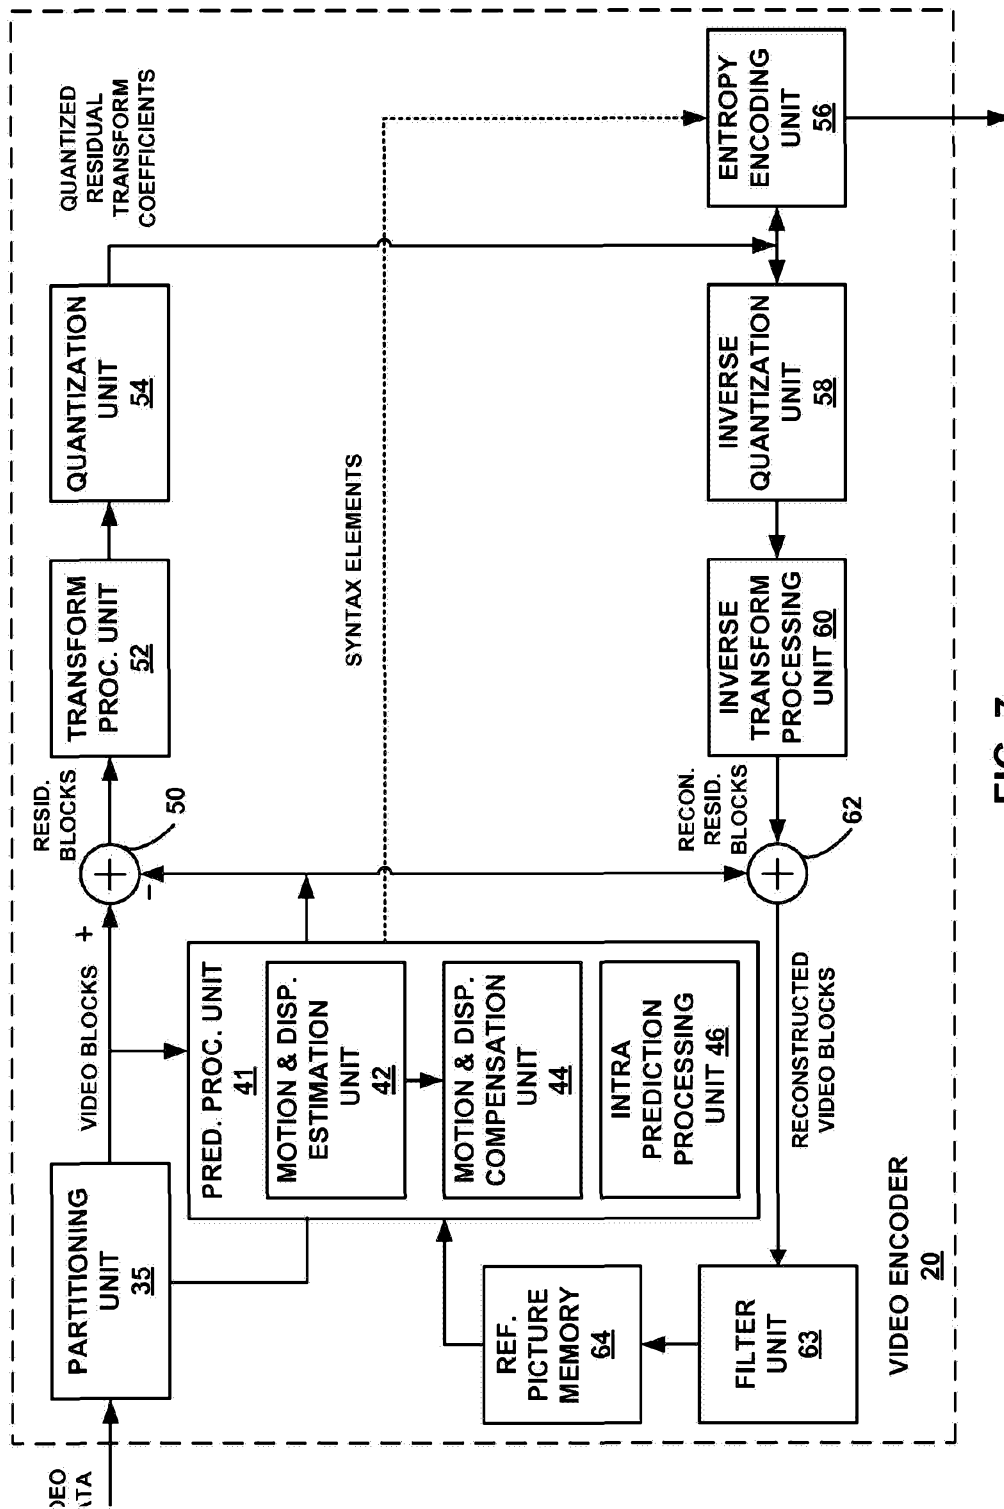 QUANTIZED
RESIDUAL
TRANSFORM
COEFFICIENTS
ENTROPY
ENCODING
UNIT
56
QUANTIZATION
UNIT
54
INVERSE
QUANTIZATION
UNIT
58
SYNTAX ELEMENTS
TRANSFORM
PROC. UNIT
52
INVERSE
TRANSFORM
PROCESSING
UNIT 60
RESID.
BLOCKS
50
RECON.
RESID.
BLOCKS
62
+
-
VIDEO BLOCKS
PRED. PROC. UNIT
41
MOTION & DISP.
ESTIMATION
UNIT
42
MOTION & DISP.
COMPENSATION
UNIT
44
INTRA
PREDICTION
PROCESSING
UNIT 46
RECONSTRUCTED
VIDEO BLOCKS
PARTITIONING
UNIT
35
REF.
PICTURE
MEMORY
64
FILTER
UNIT
63
VIDEO ENCODER
20